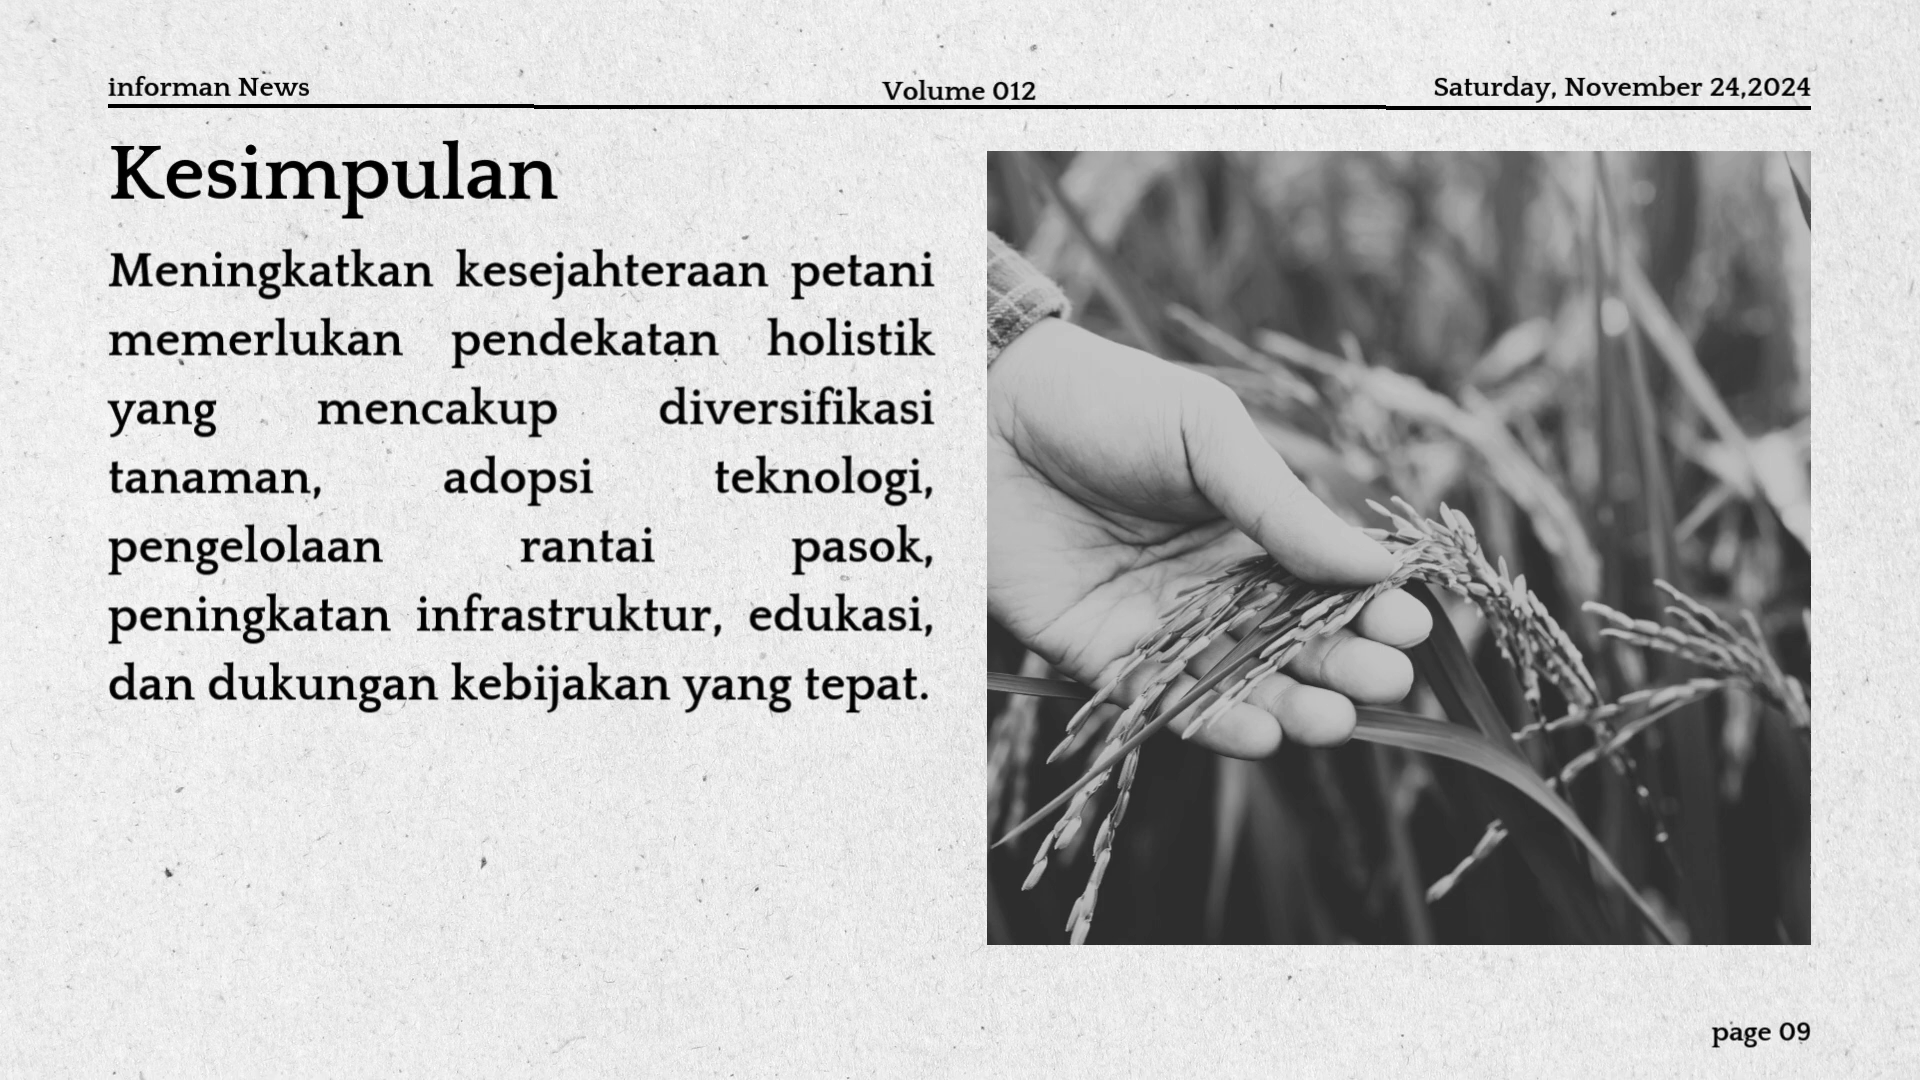 informan News
Volume 012
Saturday, November 24,2024
Kesimpulan
Meningkatkan kesejahteraan petani
memerlukan pendekatan holistik
yang mencakup diversifikasi
tanaman, adopsi teknologi,
pengelolaan rantai pasok,
peningkatan infrastruktur, edukasi,
dan dukungan kebijakan yang tepat.
page 09